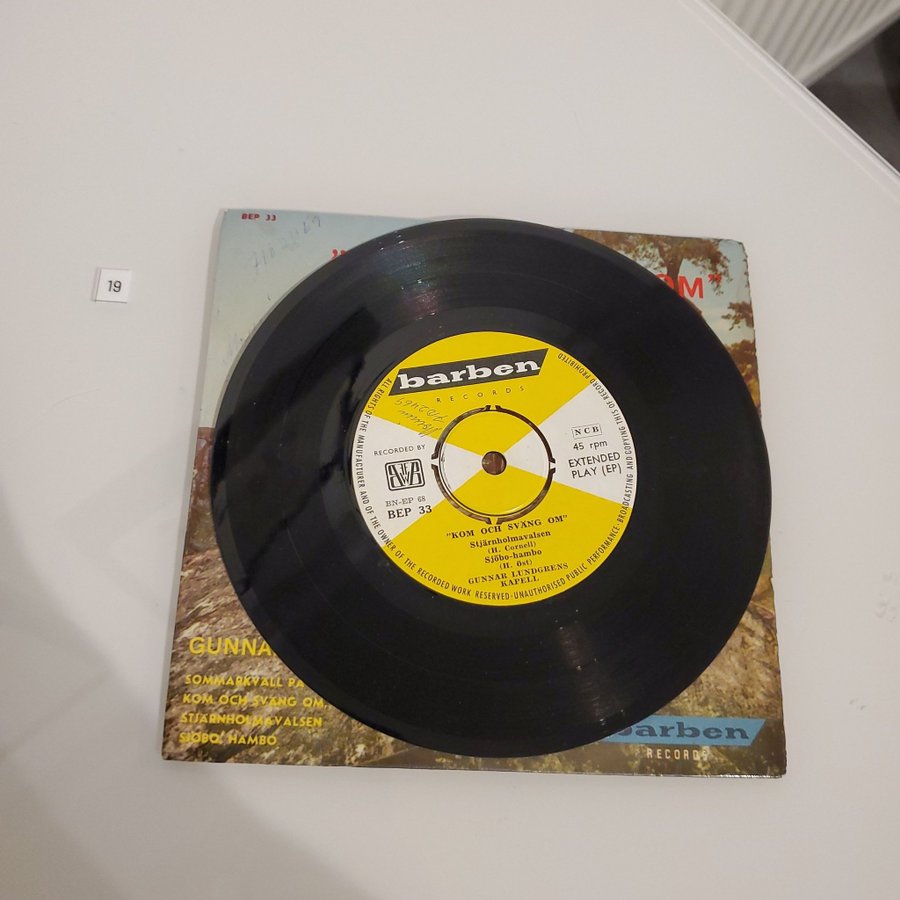 BEP 33
OM"
19
barben
RECORDS
ALL RIGHTS OF THE MANUFACTURER AND OF THE OWNER OF THE RECORDED WORK RESERVED-UNAUTHORISED PUBLIC PERFORMANCE-BROADCASTING AND COPYING THIS OF RECORD PROHIBITED
RECORDED BY
BN-EP 68
BEP 33
NCB
45 rpm
EXTENDED
PLAY (EP)
"KOM OCH SVÄNG OM"
Stjärnholmavalsen
(H. Cornell)
Sjöbo-hambo
(H. Öst)
GUNNAR LUNDGRENS
KAPELL
GUNNA
SOMMARKVÄLL PÅ
KOM OCH SVÄNG OM
STJÄRNHOLMAVALSEN
SJÖBO HAMBO
barben
RECORDS